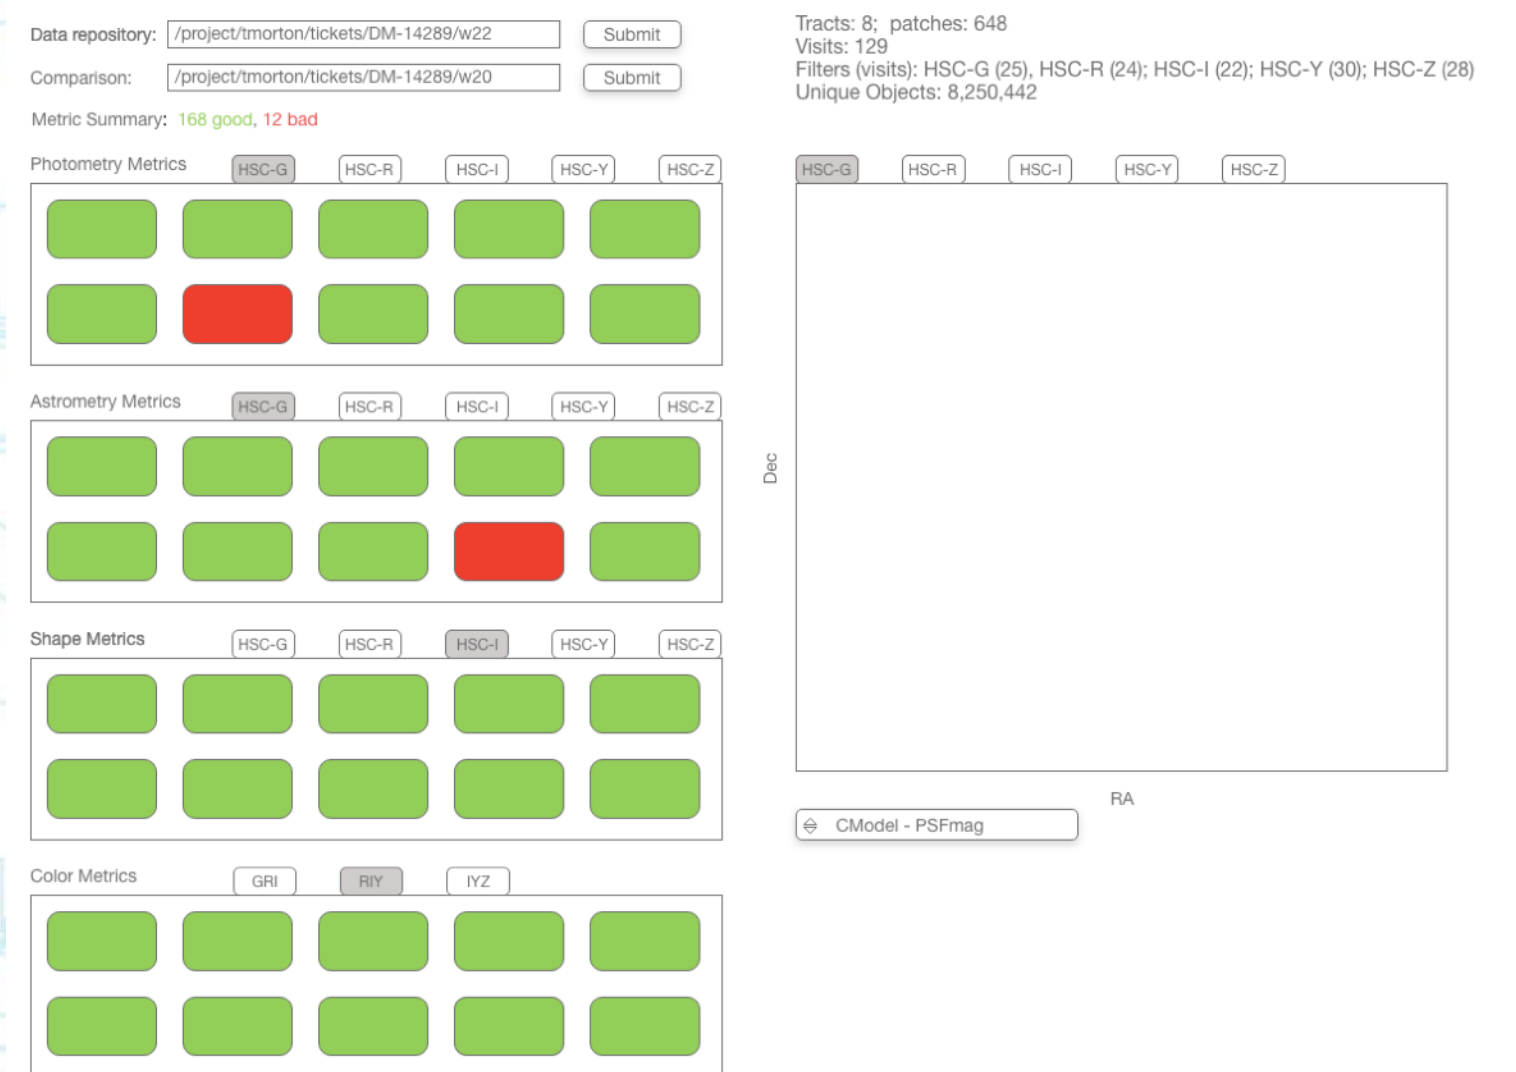 Data repository: /project/tmorton/tickets/DM-14289/w22 Submit
Comparison: /project/tmorton/tickets/DM-14289/w20 Submit
Metric Summary: 168 good, 12 bad
Photometry Metrics HSC-G HSC-R HSC-I HSC-Y HSC-Z
Astrometry Metrics HSC-G HSC-R HSC-I HSC-Y HSC-Z
Shape Metrics HSC-G HSC-R HSC-I HSC-Y HSC-Z
Color Metrics GRI RIY IYZ
Tracts: 8; patches: 648
Visits: 129
Filters (visits): HSC-G (25), HSC-R (24); HSC-I (22); HSC-Y (30); HSC-Z (28)
Unique Objects: 8,250,442
HSC-G HSC-R HSC-I HSC-Y HSC-Z
Dec
RA
CModel - PSFmag